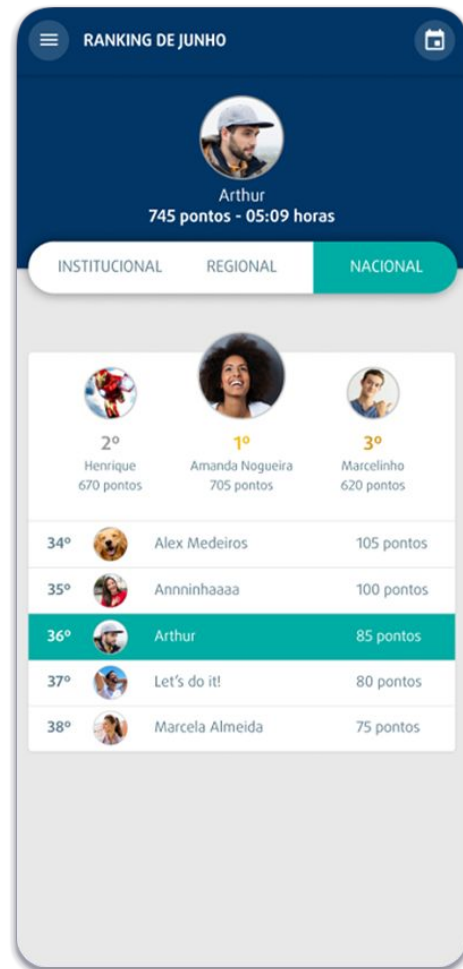 RANKING DE JUNHO
Arthur
745 pontos - 05:09 horas
INSTITUCIONAL REGIONAL NACIONAL
2º 1º 3º
Henrique Amanda Nogueira Marcelinho
670 pontos 705 pontos 620 pontos
34º Alex Medeiros 105 pontos
35º Annninhaaaa 100 pontos
36º Arthur 85 pontos
37º Let's do it! 80 pontos
38º Marcela Almeida 75 pontos